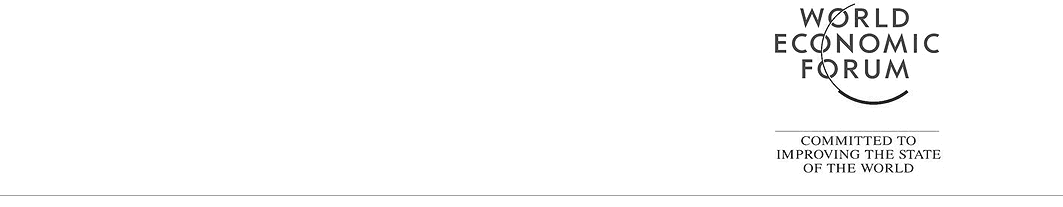 WORLD
ECONOMIC
FORUM
COMMITTED TO
IMPROVING THE STATE
OF THE WORLD